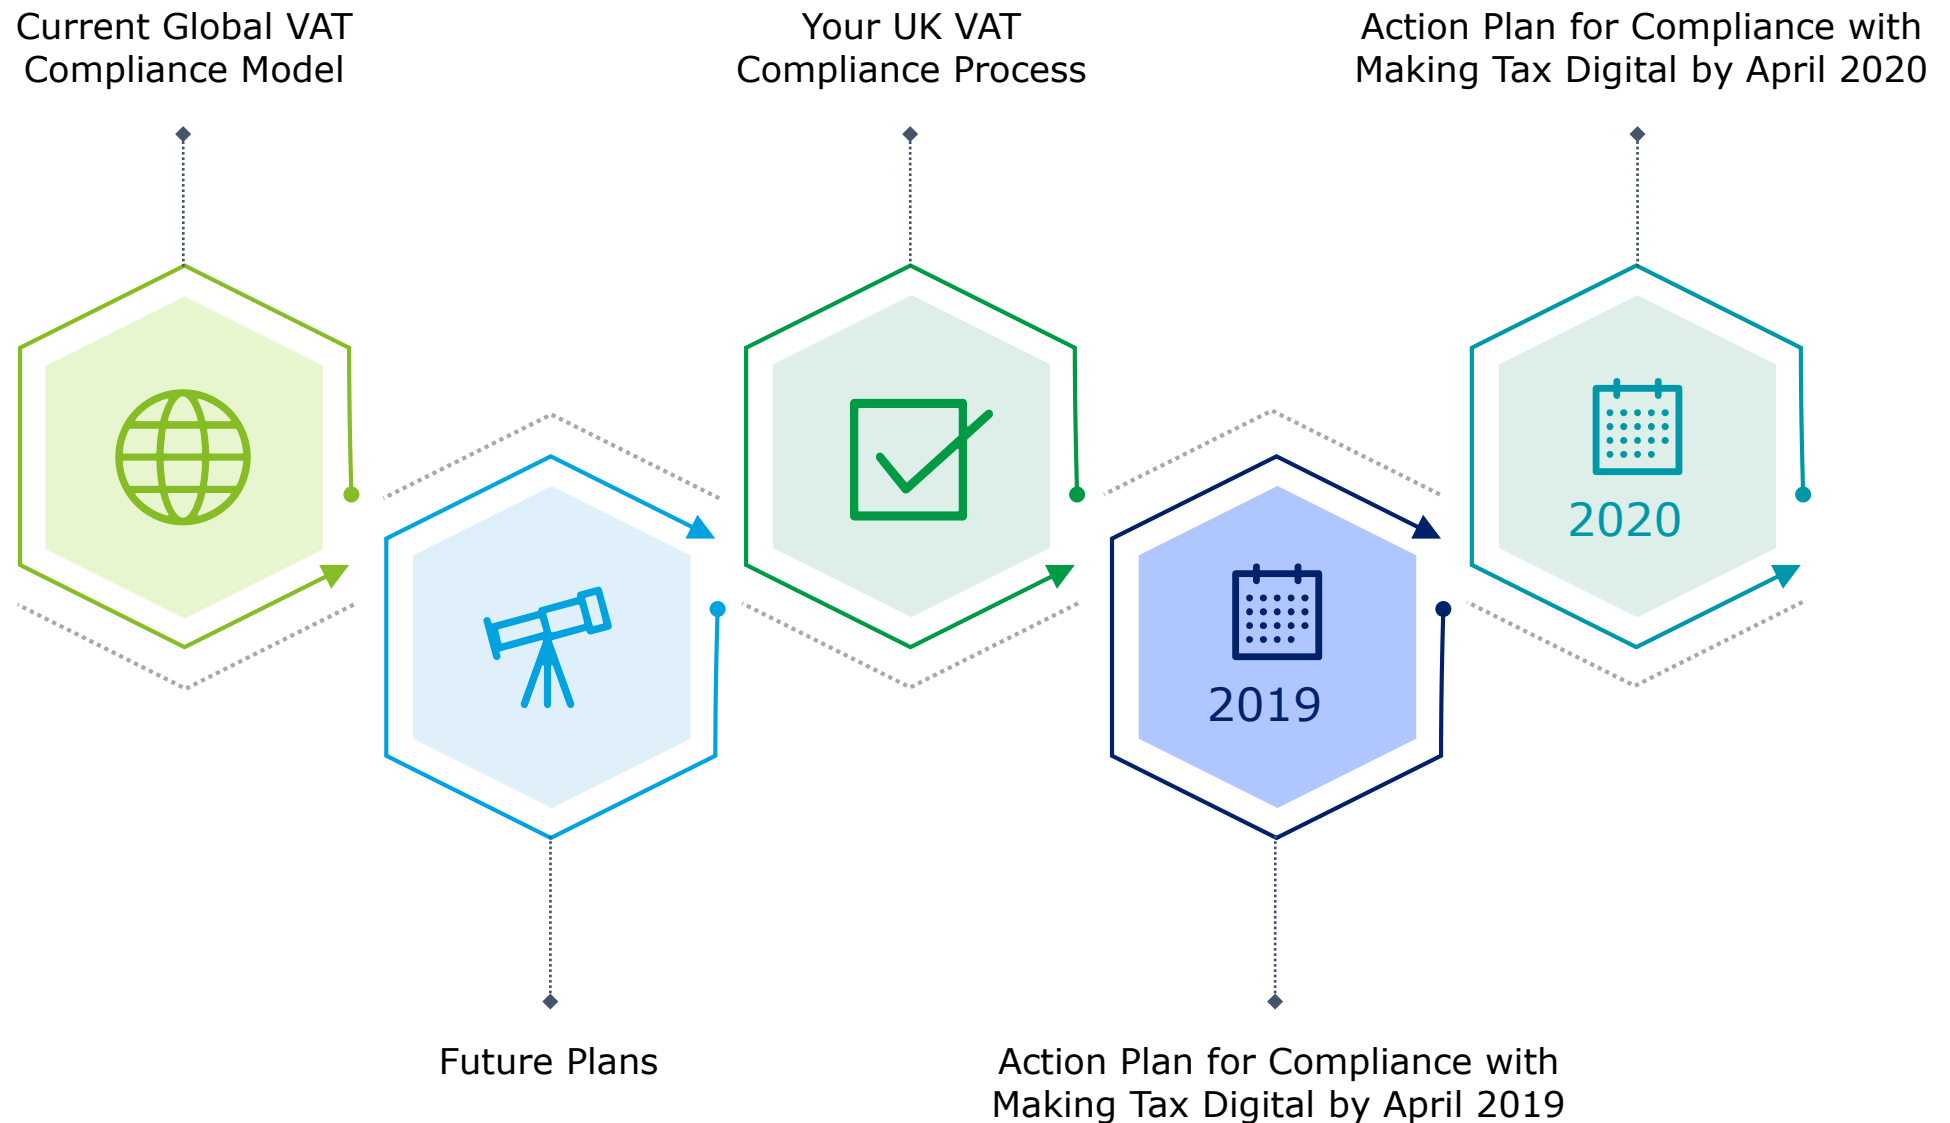 Current Global VAT
Compliance Model
Your UK VAT
Compliance Process
Action Plan for Compliance with
Making Tax Digital by April 2020
2020
2019
Future Plans
Action Plan for Compliance with
Making Tax Digital by April 2019